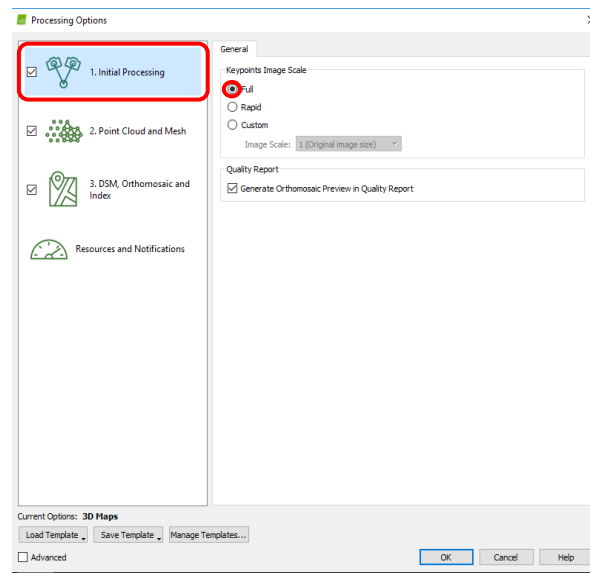 Processing Options
1. Initial Processing
2. Point Cloud and Mesh
3. DSM, Orthomosaic and
Index
Resources and Notifications
General
Keypoints Image Scale
Full
Rapid
Custom
Image Scale: 1 (Original image size)
Quality Report
Generate Orthomosaic Preview in Quality Report
Current Options: 3D Maps
Load Template Save Template Manage Templates...
Advanced OK Cancel Help